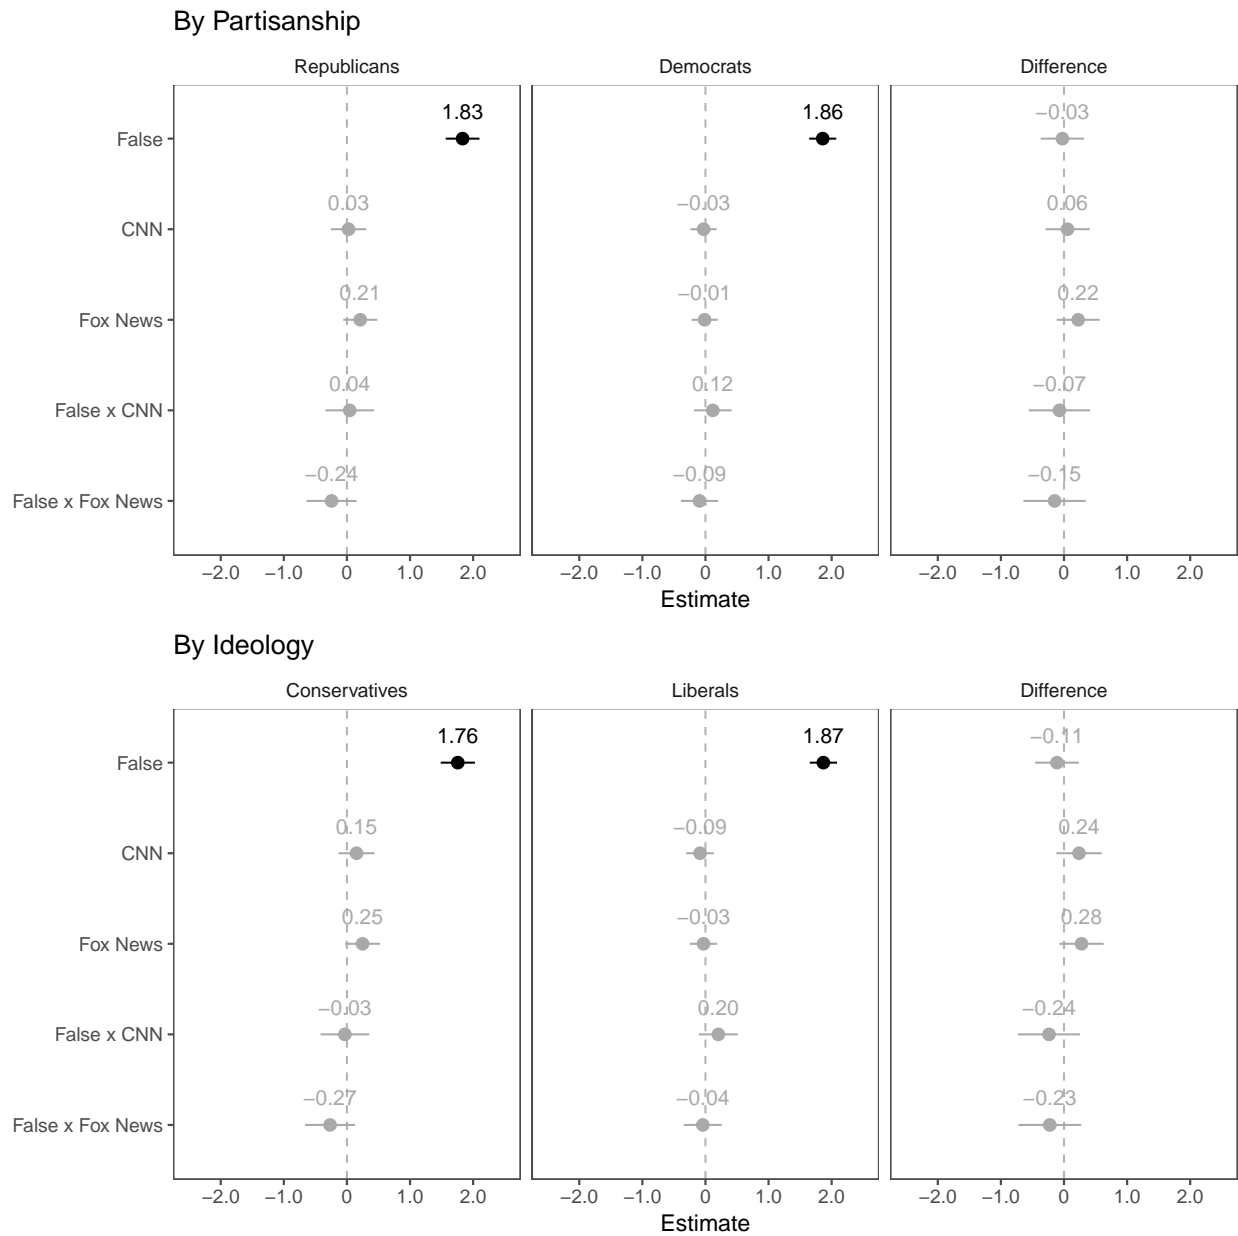 By Partisanship
Republicans Democrats Difference
1.83 1.86 −0.03
False
0.03 −0.03 0.06
CNN
0.21 −0.01 0.22
Fox News
0.04 0.12 −0.07
False x CNN
−0.24 −0.09 −0.15
False x Fox News
−2.0 −1.0 0 1.0 2.0 −2.0 −1.0 0 1.0 2.0 −2.0 −1.0 0 1.0 2.0
Estimate
By Ideology
Conservatives Liberals Difference
1.76 1.87 −0.11
False
0.15 −0.09 0.24
CNN
0.25 −0.03 0.28
Fox News
−0.03 0.20 −0.24
False x CNN
−0.27 −0.04 −0.23
False x Fox News
−2.0 −1.0 0 1.0 2.0 −2.0 −1.0 0 1.0 2.0 −2.0 −1.0 0 1.0 2.0
Estimate